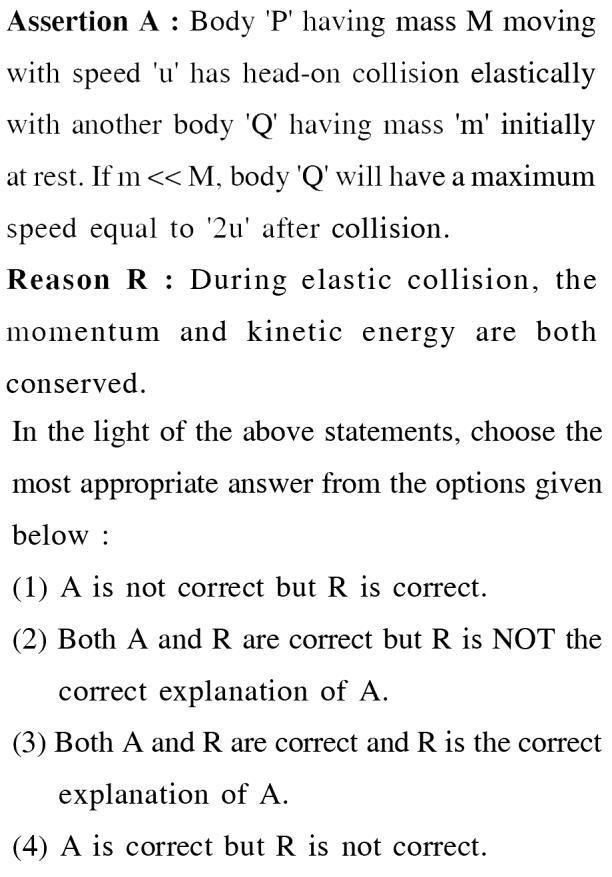 Assertion A : Body 'P' having mass M moving
with speed 'u' has head-on collision elastically
with another body 'Q' having mass 'm' initially
at rest. If m << M, body 'Q' will have a maximum
speed equal to '2u' after collision.
Reason R : During elastic collision, the
momentum and kinetic energy are both
conserved.
In the light of the above statements, choose the
most appropriate answer from the options given
below :
(1) A is not correct but R is correct.
(2) Both A and R are correct but R is NOT the
correct explanation of A.
(3) Both A and R are correct and R is the correct
explanation of A.
(4) A is correct but R is not correct.